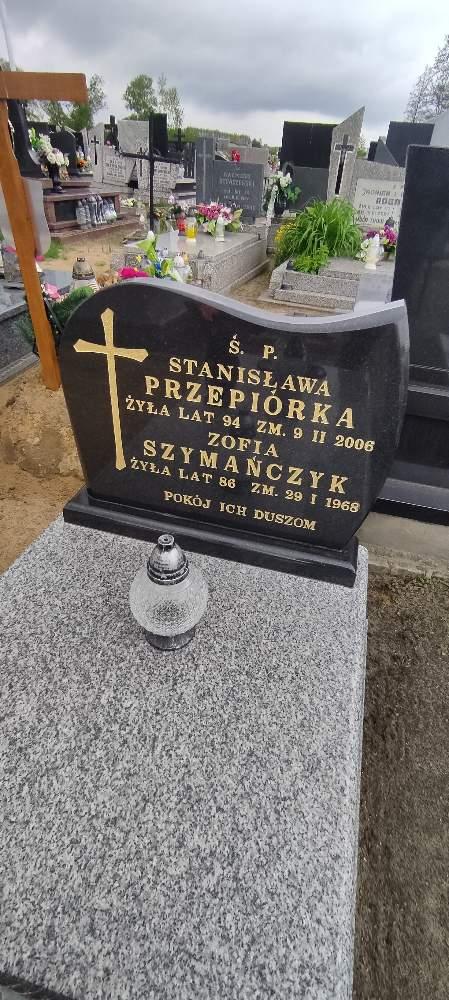 Ś. P.
STANISŁAWA
PRZEPIÓRKA
ŻYŁA LAT 94 ZM. 9 II 2006
ZOFIA
SZYMAŃCZYK
ŻYŁA LAT 86 ZM. 29 I 1968
POKÓJ ICH DUSZOM